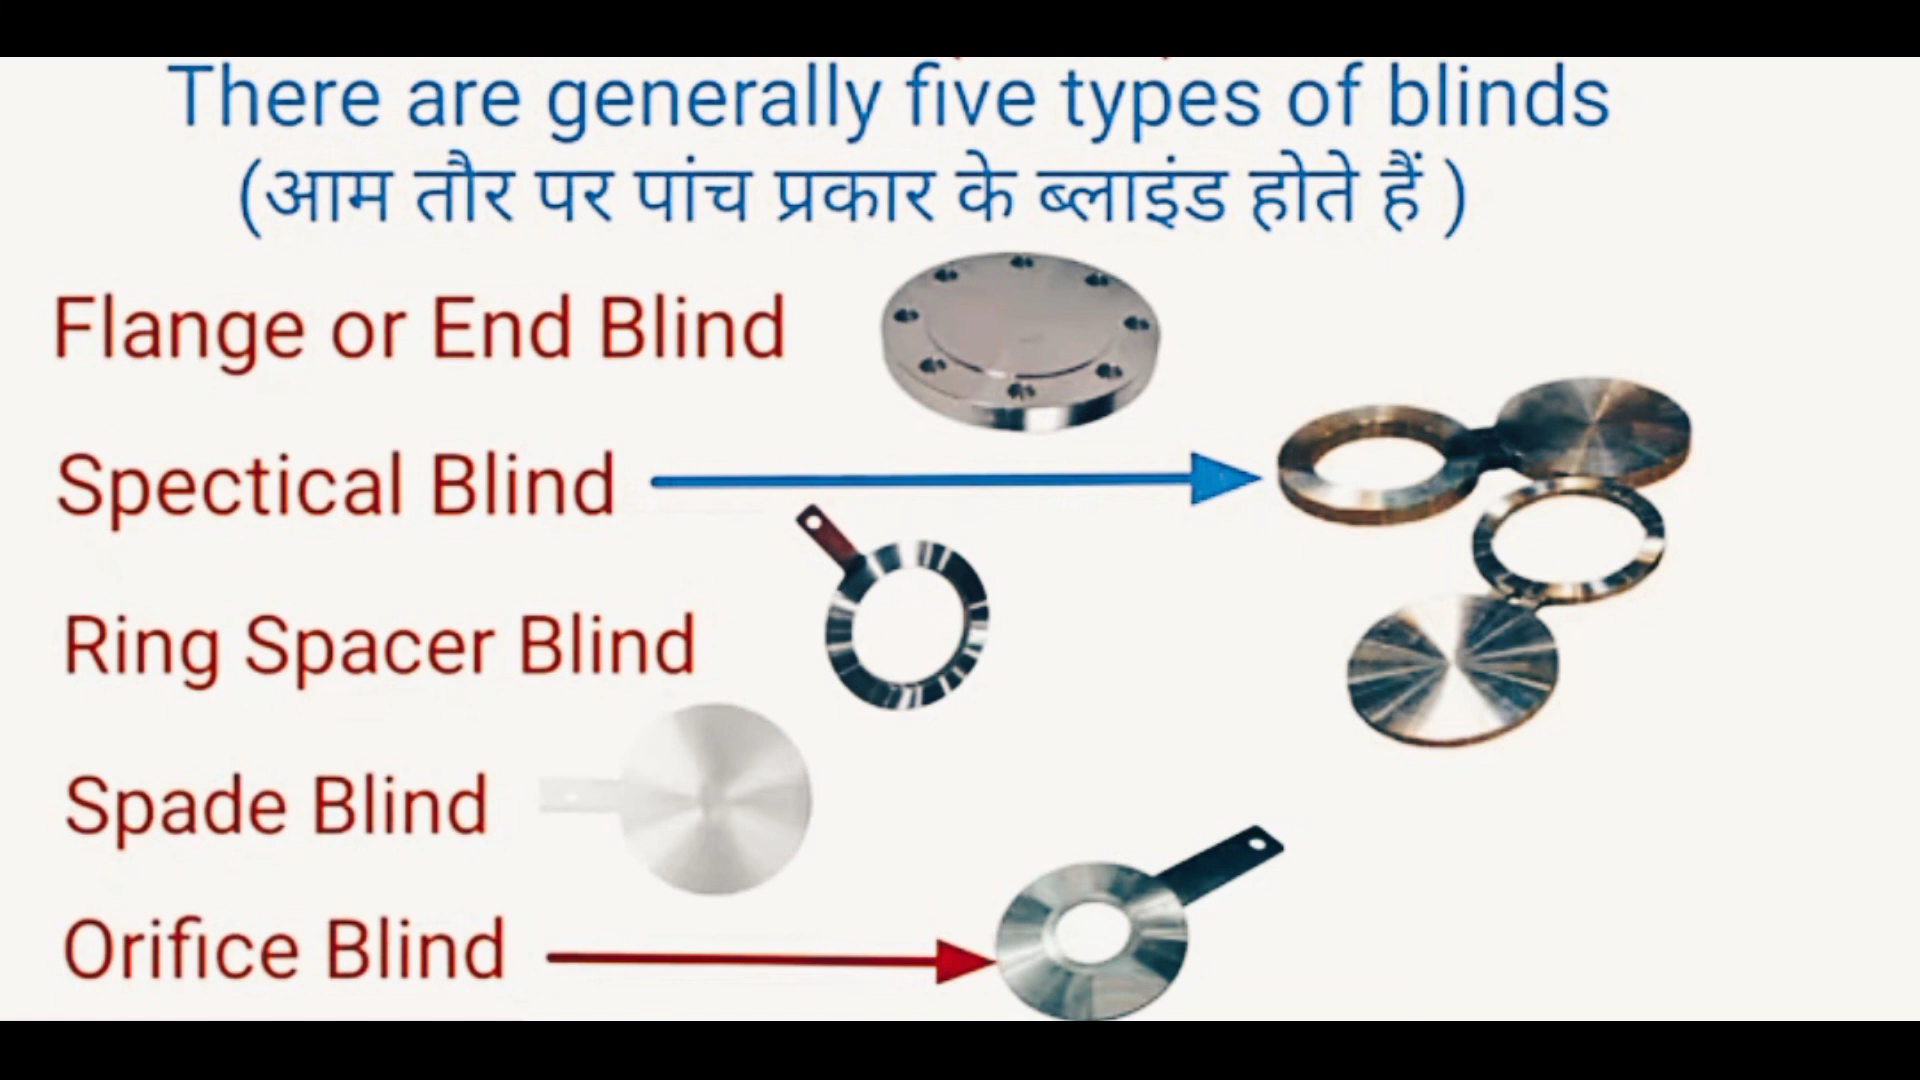 There are generally five types of blinds
(आम तौर पर पांच प्रकार के ब्लाइंड होते हैं )
Flange or End Blind
Spectical Blind
Ring Spacer Blind
Spade Blind
Orifice Blind